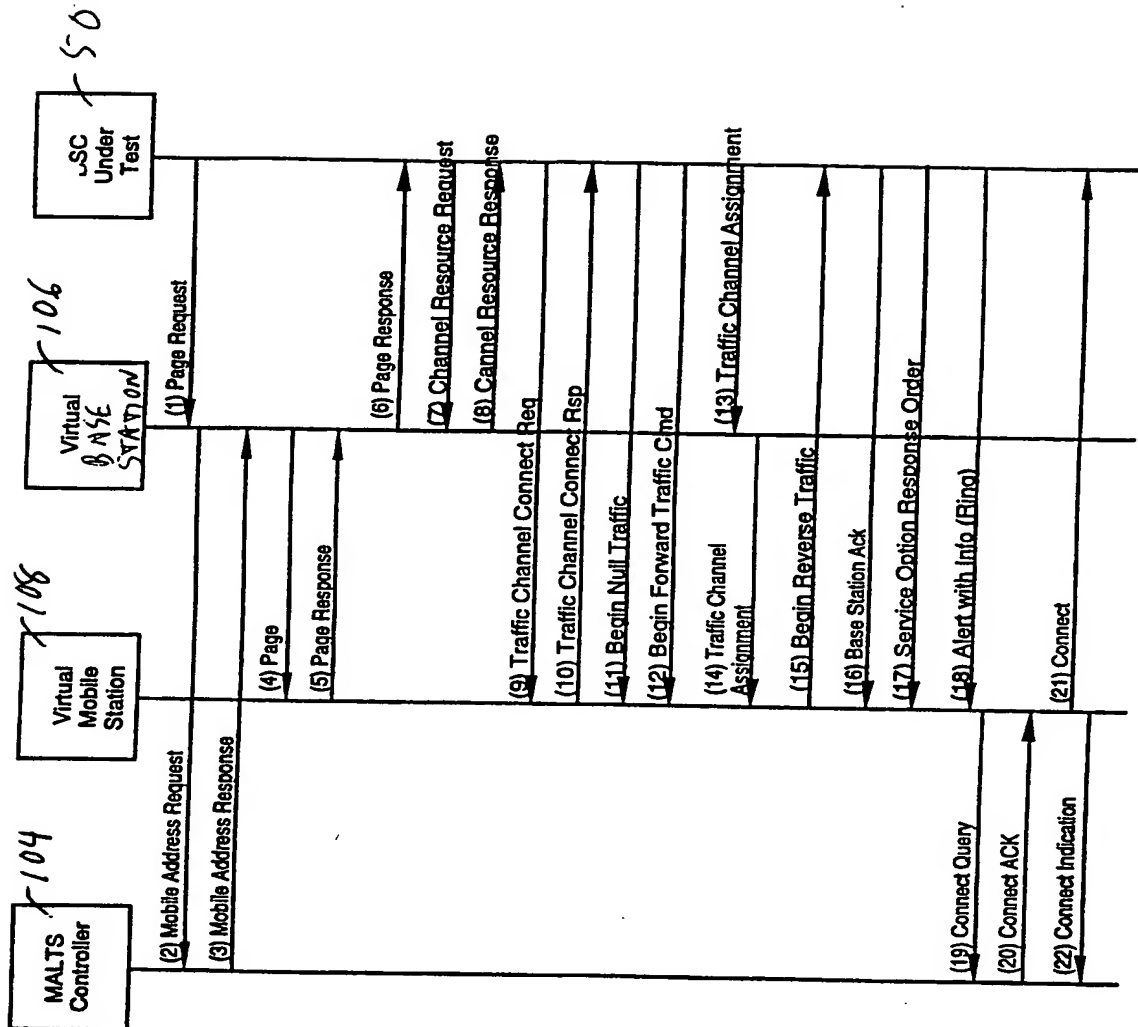 MALTS
Controller
104
Virtual
Mobile
Station
108
Virtual
BASE
STATION
106
ᴗSC
Under
Test
50
(1) Page Request
(2) Mobile Address Request
(3) Mobile Address Response
(4) Page
(5) Page Response
(6) Page Response
(7) Channel Resource Request
(8) Cannel Resource Response
(9) Traffic Channel Connect Req
(10) Traffic Channel Connect Rsp
(11) Begin Null Traffic
(12) Begin Forward Traffic Cmd
(13) Traffic Channel Assignment
(14) Traffic Channel
Assignment
(15) Begin Reverse Traffic
(16) Base Station Ack
(17) Service Option Response Order
(18) Alert with Info (Ring)
(19) Connect Query
(20) Connect ACK
(21) Connect
(22) Connect Indication